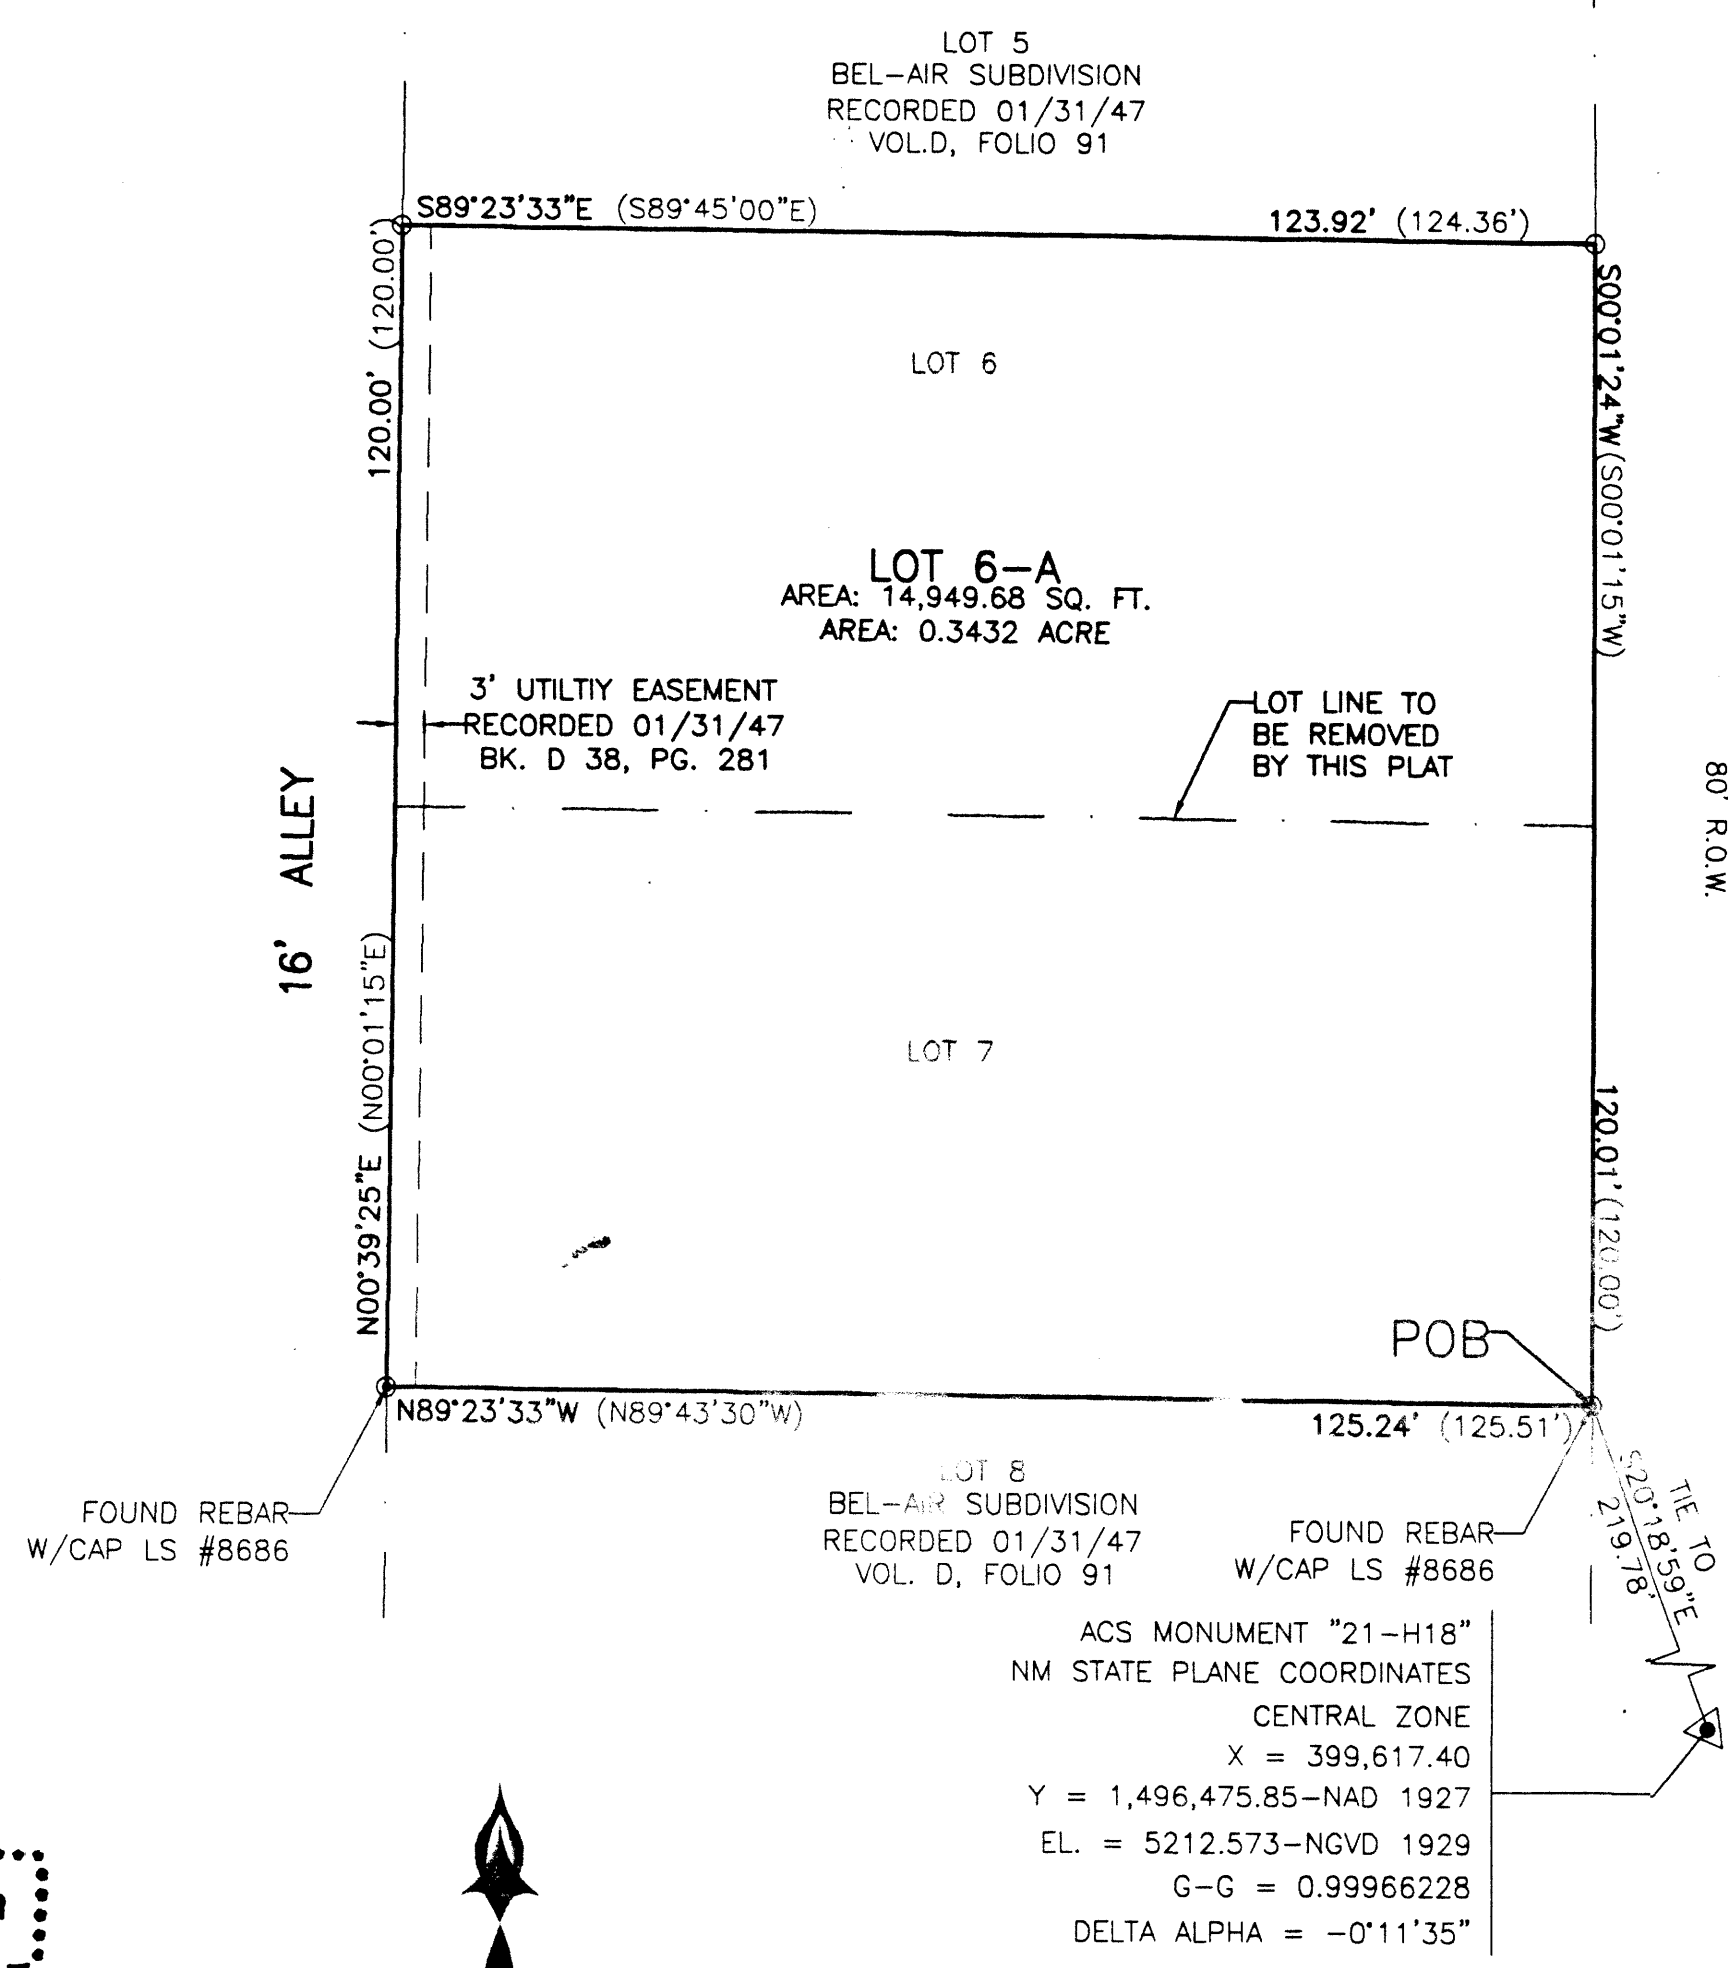 LOT 5
BEL-AIR SUBDIVISION
RECORDED 01/31/47
VOL.D, FOLIO 91
S89°23'33"E (S89°45'00"E)
123.92' (124.36')
120.00' (120.00')
S00°01'24"W (S00°01'15"W)
LOT 6
LOT 6-A
AREA: 14,949.68 SQ. FT.
AREA: 0.3432 ACRE
3' UTILTIY EASEMENT
RECORDED 01/31/47
BK. D 38, PG. 281
LOT LINE TO
BE REMOVED
BY THIS PLAT
80' R.O.W.
16' ALLEY
N00°39'25"E (N00°01'15"E)
LOT 7
120.01' (120.00')
POB
N89°23'33"W (N89°43'30"W)
125.24' (125.51')
FOUND REBAR
W/CAP LS #8686
LOT 8
BEL-AIR SUBDIVISION
RECORDED 01/31/47
VOL. D, FOLIO 91
FOUND REBAR
W/CAP LS #8686
TIE TO
S20°18'59"E
219.78'
ACS MONUMENT "21-H18"
NM STATE PLANE COORDINATES
CENTRAL ZONE
X = 399,617.40
Y = 1,496,475.85-NAD 1927
EL. = 5212.573-NGVD 1929
G-G = 0.99966228
DELTA ALPHA = -0°11'35"